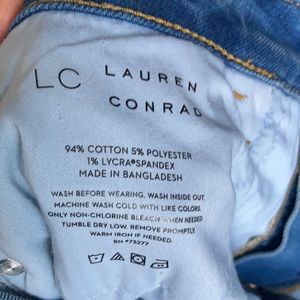 LC LAUREN
CONRAD
94% COTTON 5% POLYESTER
1% LYCRA®SPANDEX
MADE IN BANGLADESH
WASH BEFORE WEARING. WASH INSIDE OUT.
MACHINE WASH COLD WITH LIKE COLORS.
ONLY NON-CHLORINE BLEACH WHEN NEEDED.
TUMBLE DRY LOW. REMOVE PROMPTLY.
WARM IRON IF NEEDED.
RN #73277